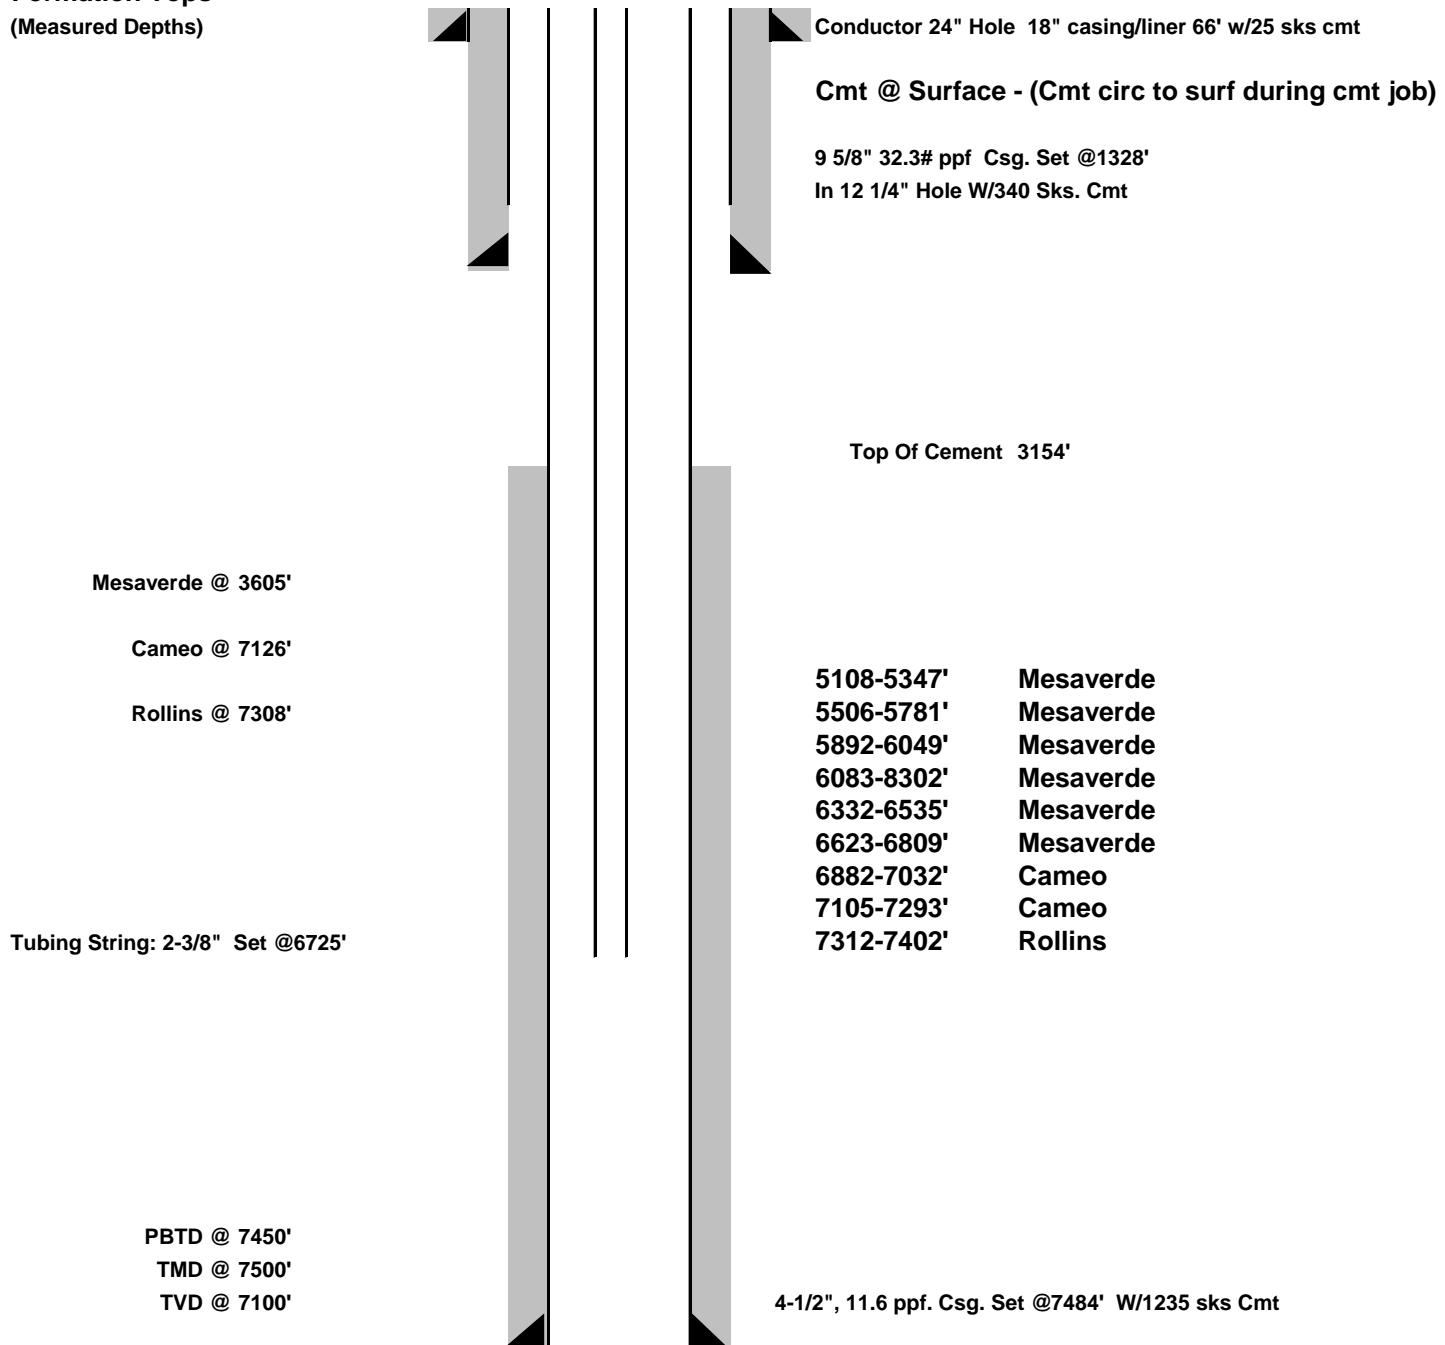 (Measured Depths)
Conductor 24" Hole 18" casing/liner 66' w/25 sks cmt
Cmt @ Surface - (Cmt circ to surf during cmt job)
9 5/8" 32.3# ppf Csg. Set @1328'
In 12 1/4" Hole W/340 Sks. Cmt
Top Of Cement 3154'
Mesaverde @ 3605'
Cameo @ 7126'
Rollins @ 7308'
5108-5347' Mesaverde
5506-5781' Mesaverde
5892-6049' Mesaverde
6083-8302' Mesaverde
6332-6535' Mesaverde
6623-6809' Mesaverde
6882-7032' Cameo
7105-7293' Cameo
7312-7402' Rollins
Tubing String: 2-3/8" Set @6725'
PBTD @ 7450'
TMD @ 7500'
TVD @ 7100'
4-1/2", 11.6 ppf. Csg. Set @7484' W/1235 sks Cmt